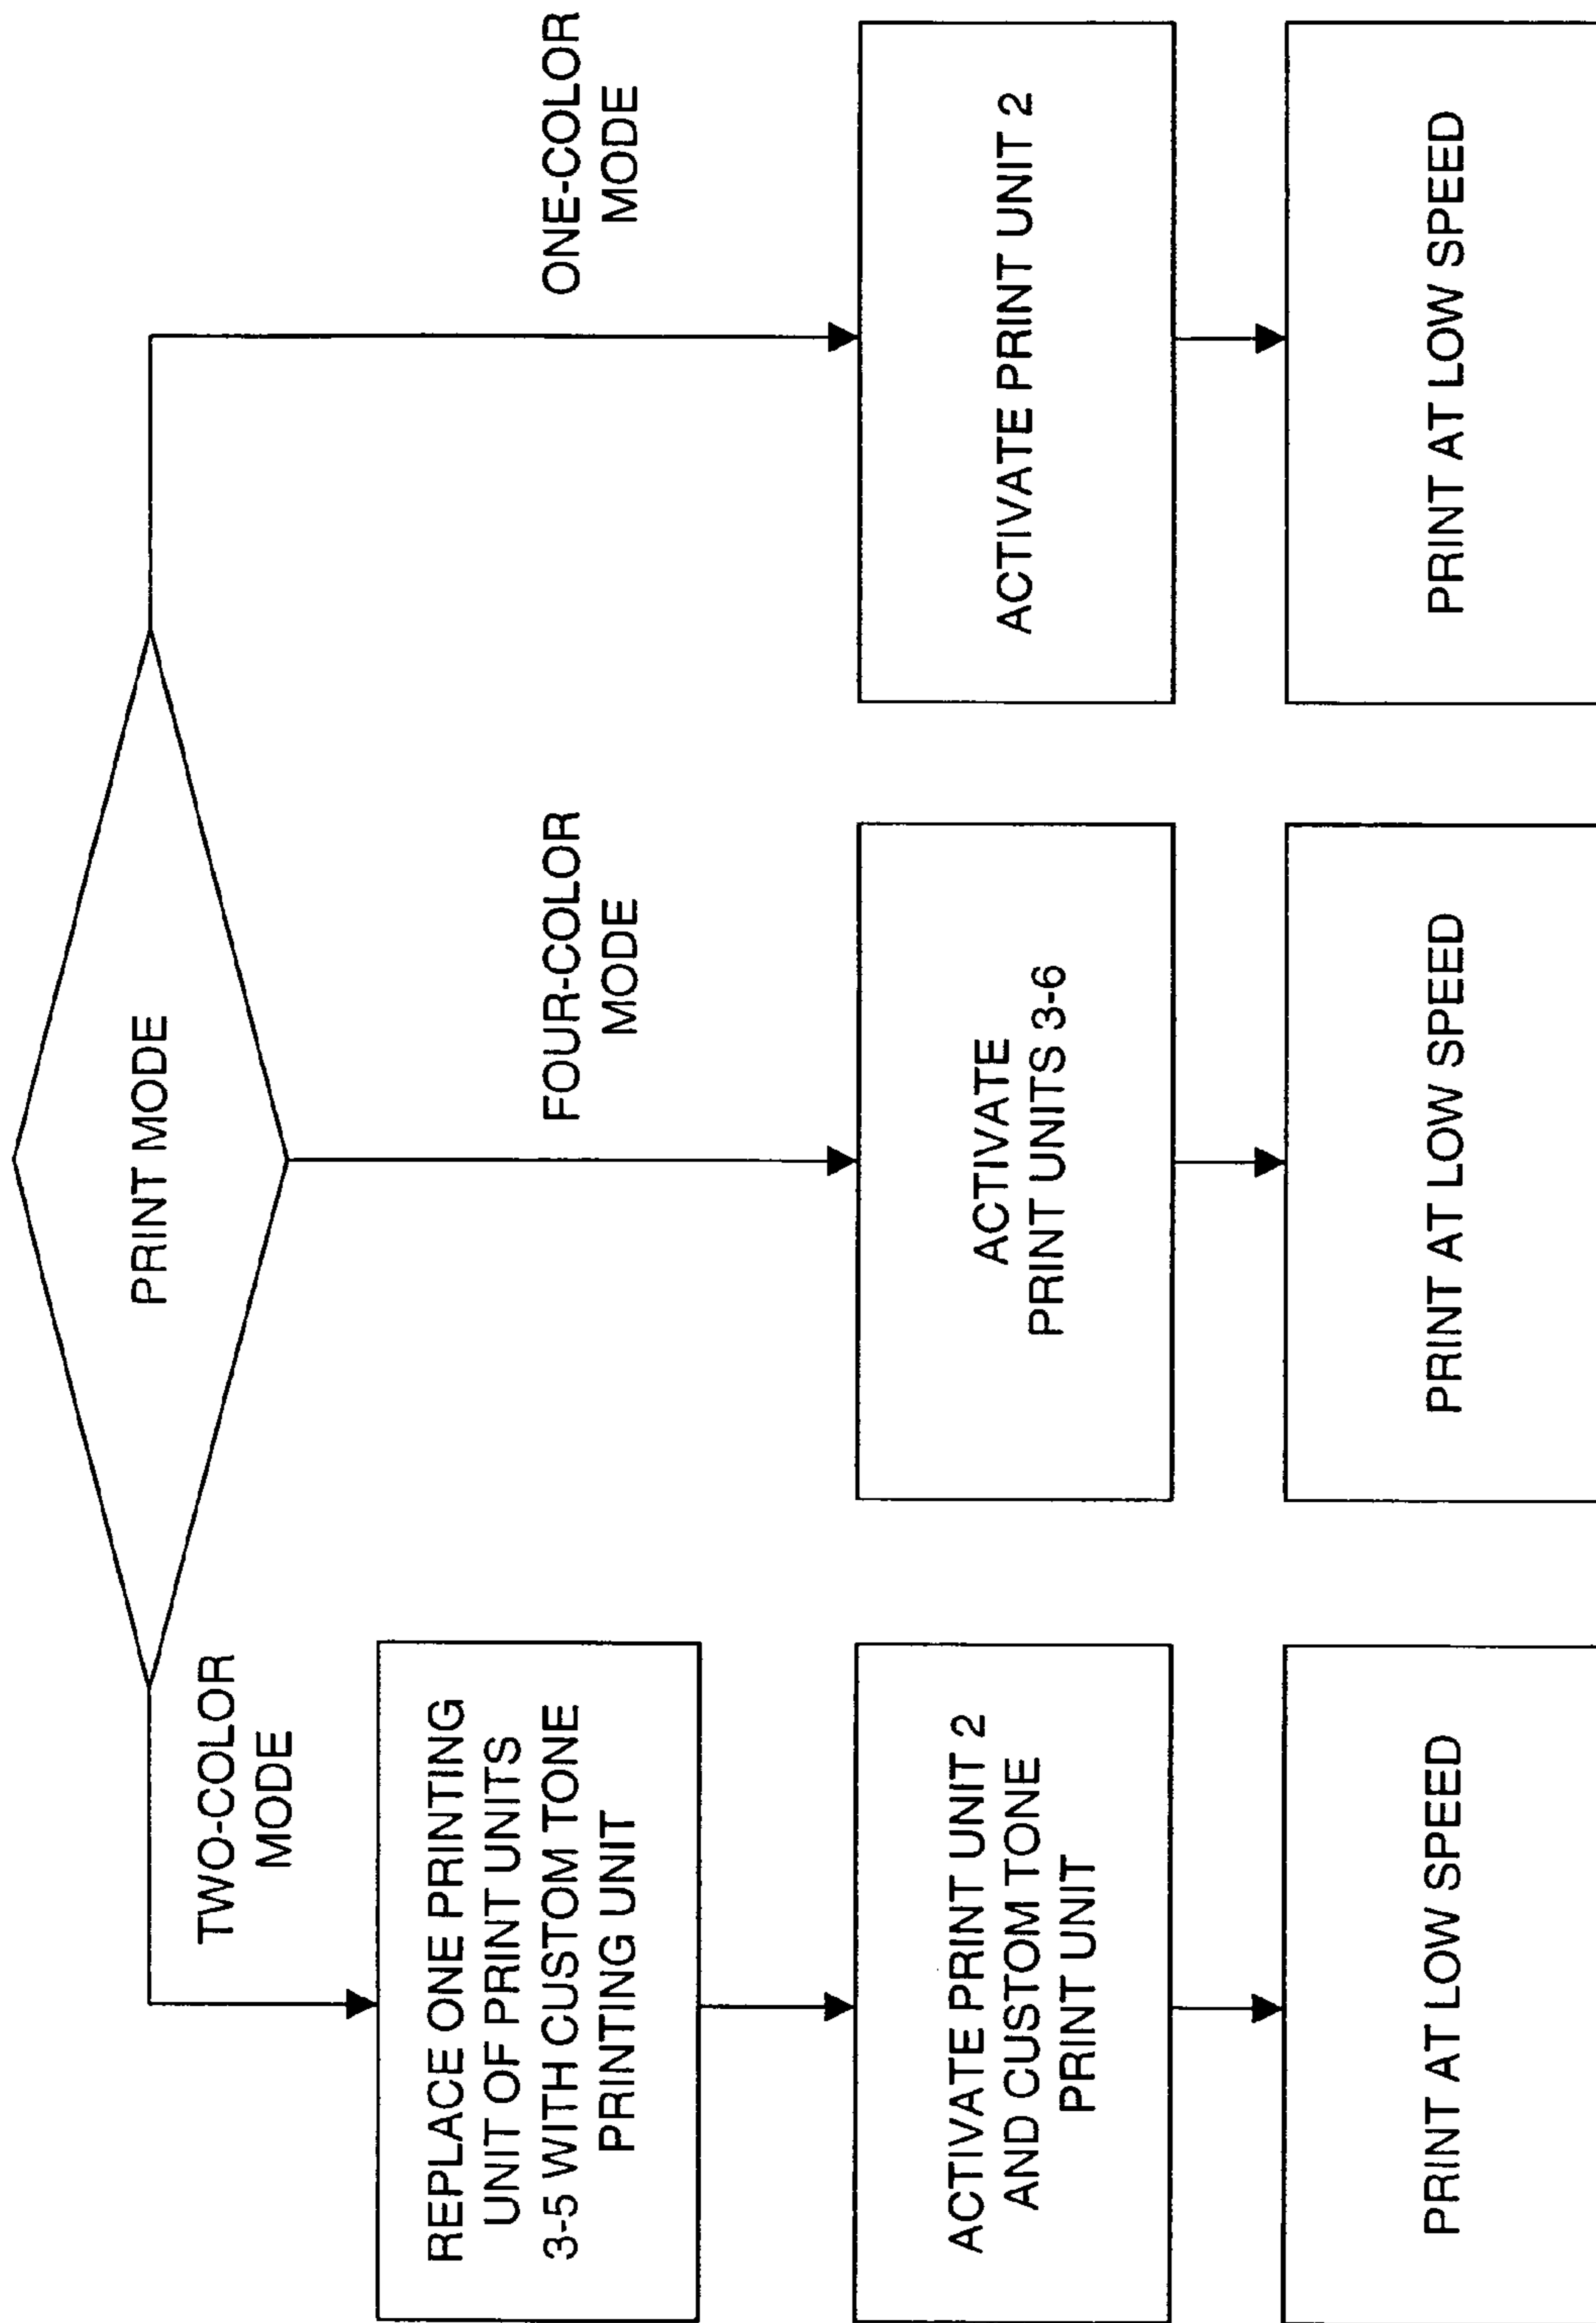 PRINT MODE
TWO-COLOR
MODE
FOUR-COLOR
MODE
ONE-COLOR
MODE
REPLACE ONE PRINTING
UNIT OF PRINT UNITS
3-5 WITH CUSTOM TONE
PRINTING UNIT
ACTIVATE PRINT UNIT 2
AND CUSTOM TONE
PRINT UNIT
ACTIVATE
PRINT UNITS 3-6
ACTIVATE PRINT UNIT 2
PRINT AT LOW SPEED
PRINT AT LOW SPEED
PRINT AT LOW SPEED